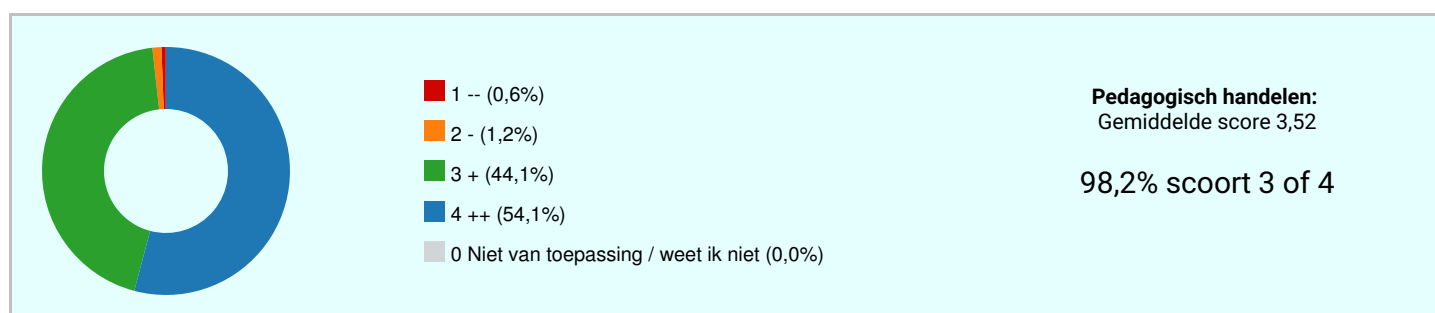 1 -- (0,6%)
2 - (1,2%)
3 + (44,1%)
4 ++ (54,1%)
0 Niet van toepassing / weet ik niet (0,0%)
Pedagogisch handelen:
Gemiddelde score 3,52
98,2% scoort 3 of 4